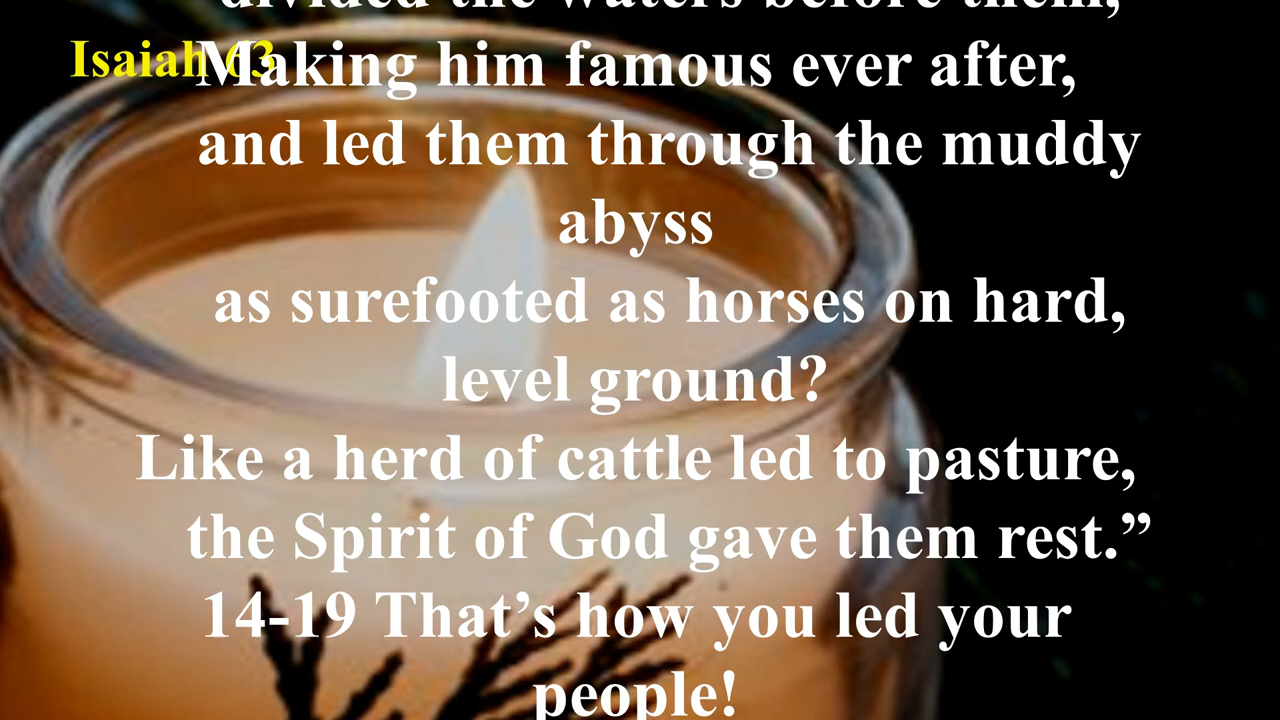 divided the waters before them,
Isaiah 63
Making him famous ever after,
and led them through the muddy
abyss
as surefooted as horses on hard,
level ground?
Like a herd of cattle led to pasture,
the Spirit of God gave them rest.”
14-19 That’s how you led your
people!